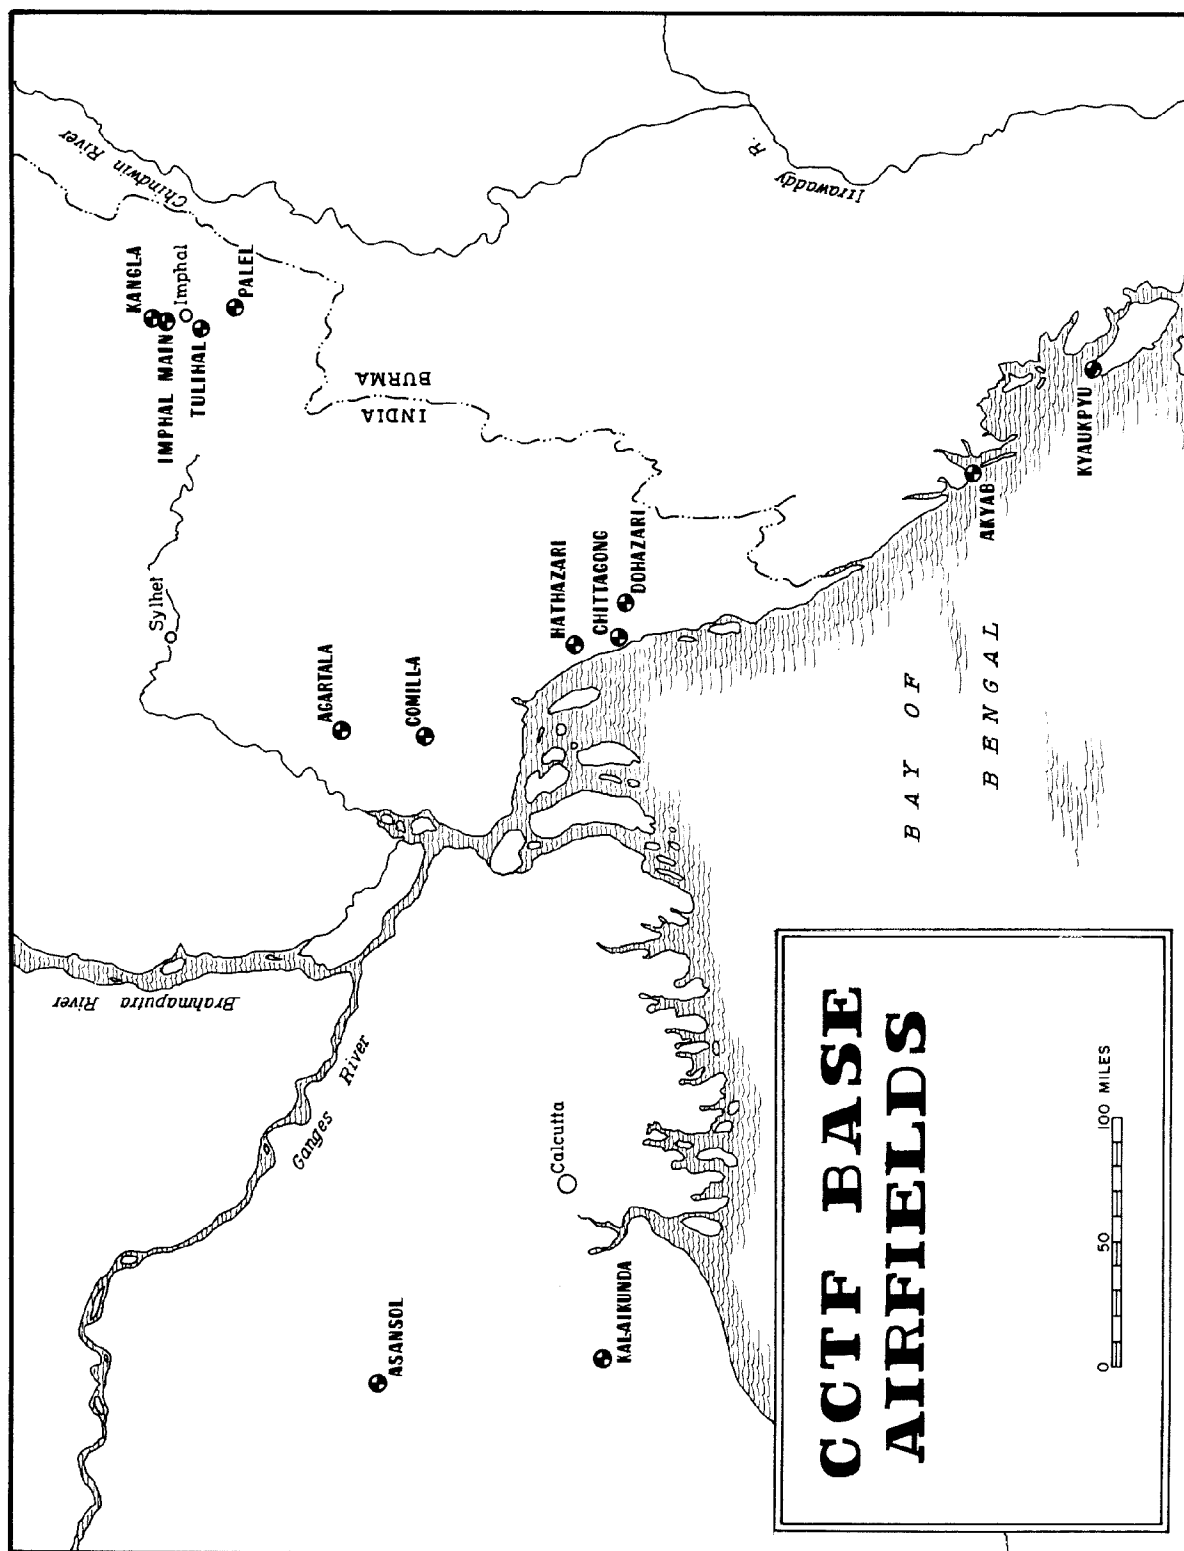 Brahmaputra
River
Ganges River
Sylhet
KANGLA
IMPHAL MAIN
Imphal
TULIHAL
PALEL
Chindwin River
AGARTALA
COMILLA
INDIA
BURMA
ASANSOL
Calcutta
KALAIKUNDA
HATHAZARI
CHITTAGONG
DOHAZARI
Irrawaddy R.
AKYAB
KYAUKPYU
BAY OF
BENGAL
CCTF BASE
AIRFIELDS
0 50 100 MILES